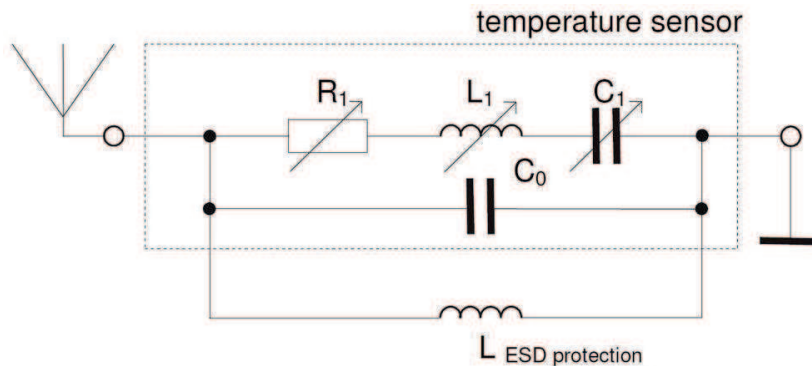 temperature sensor
R1 L1 C1
C0
L ESD protection